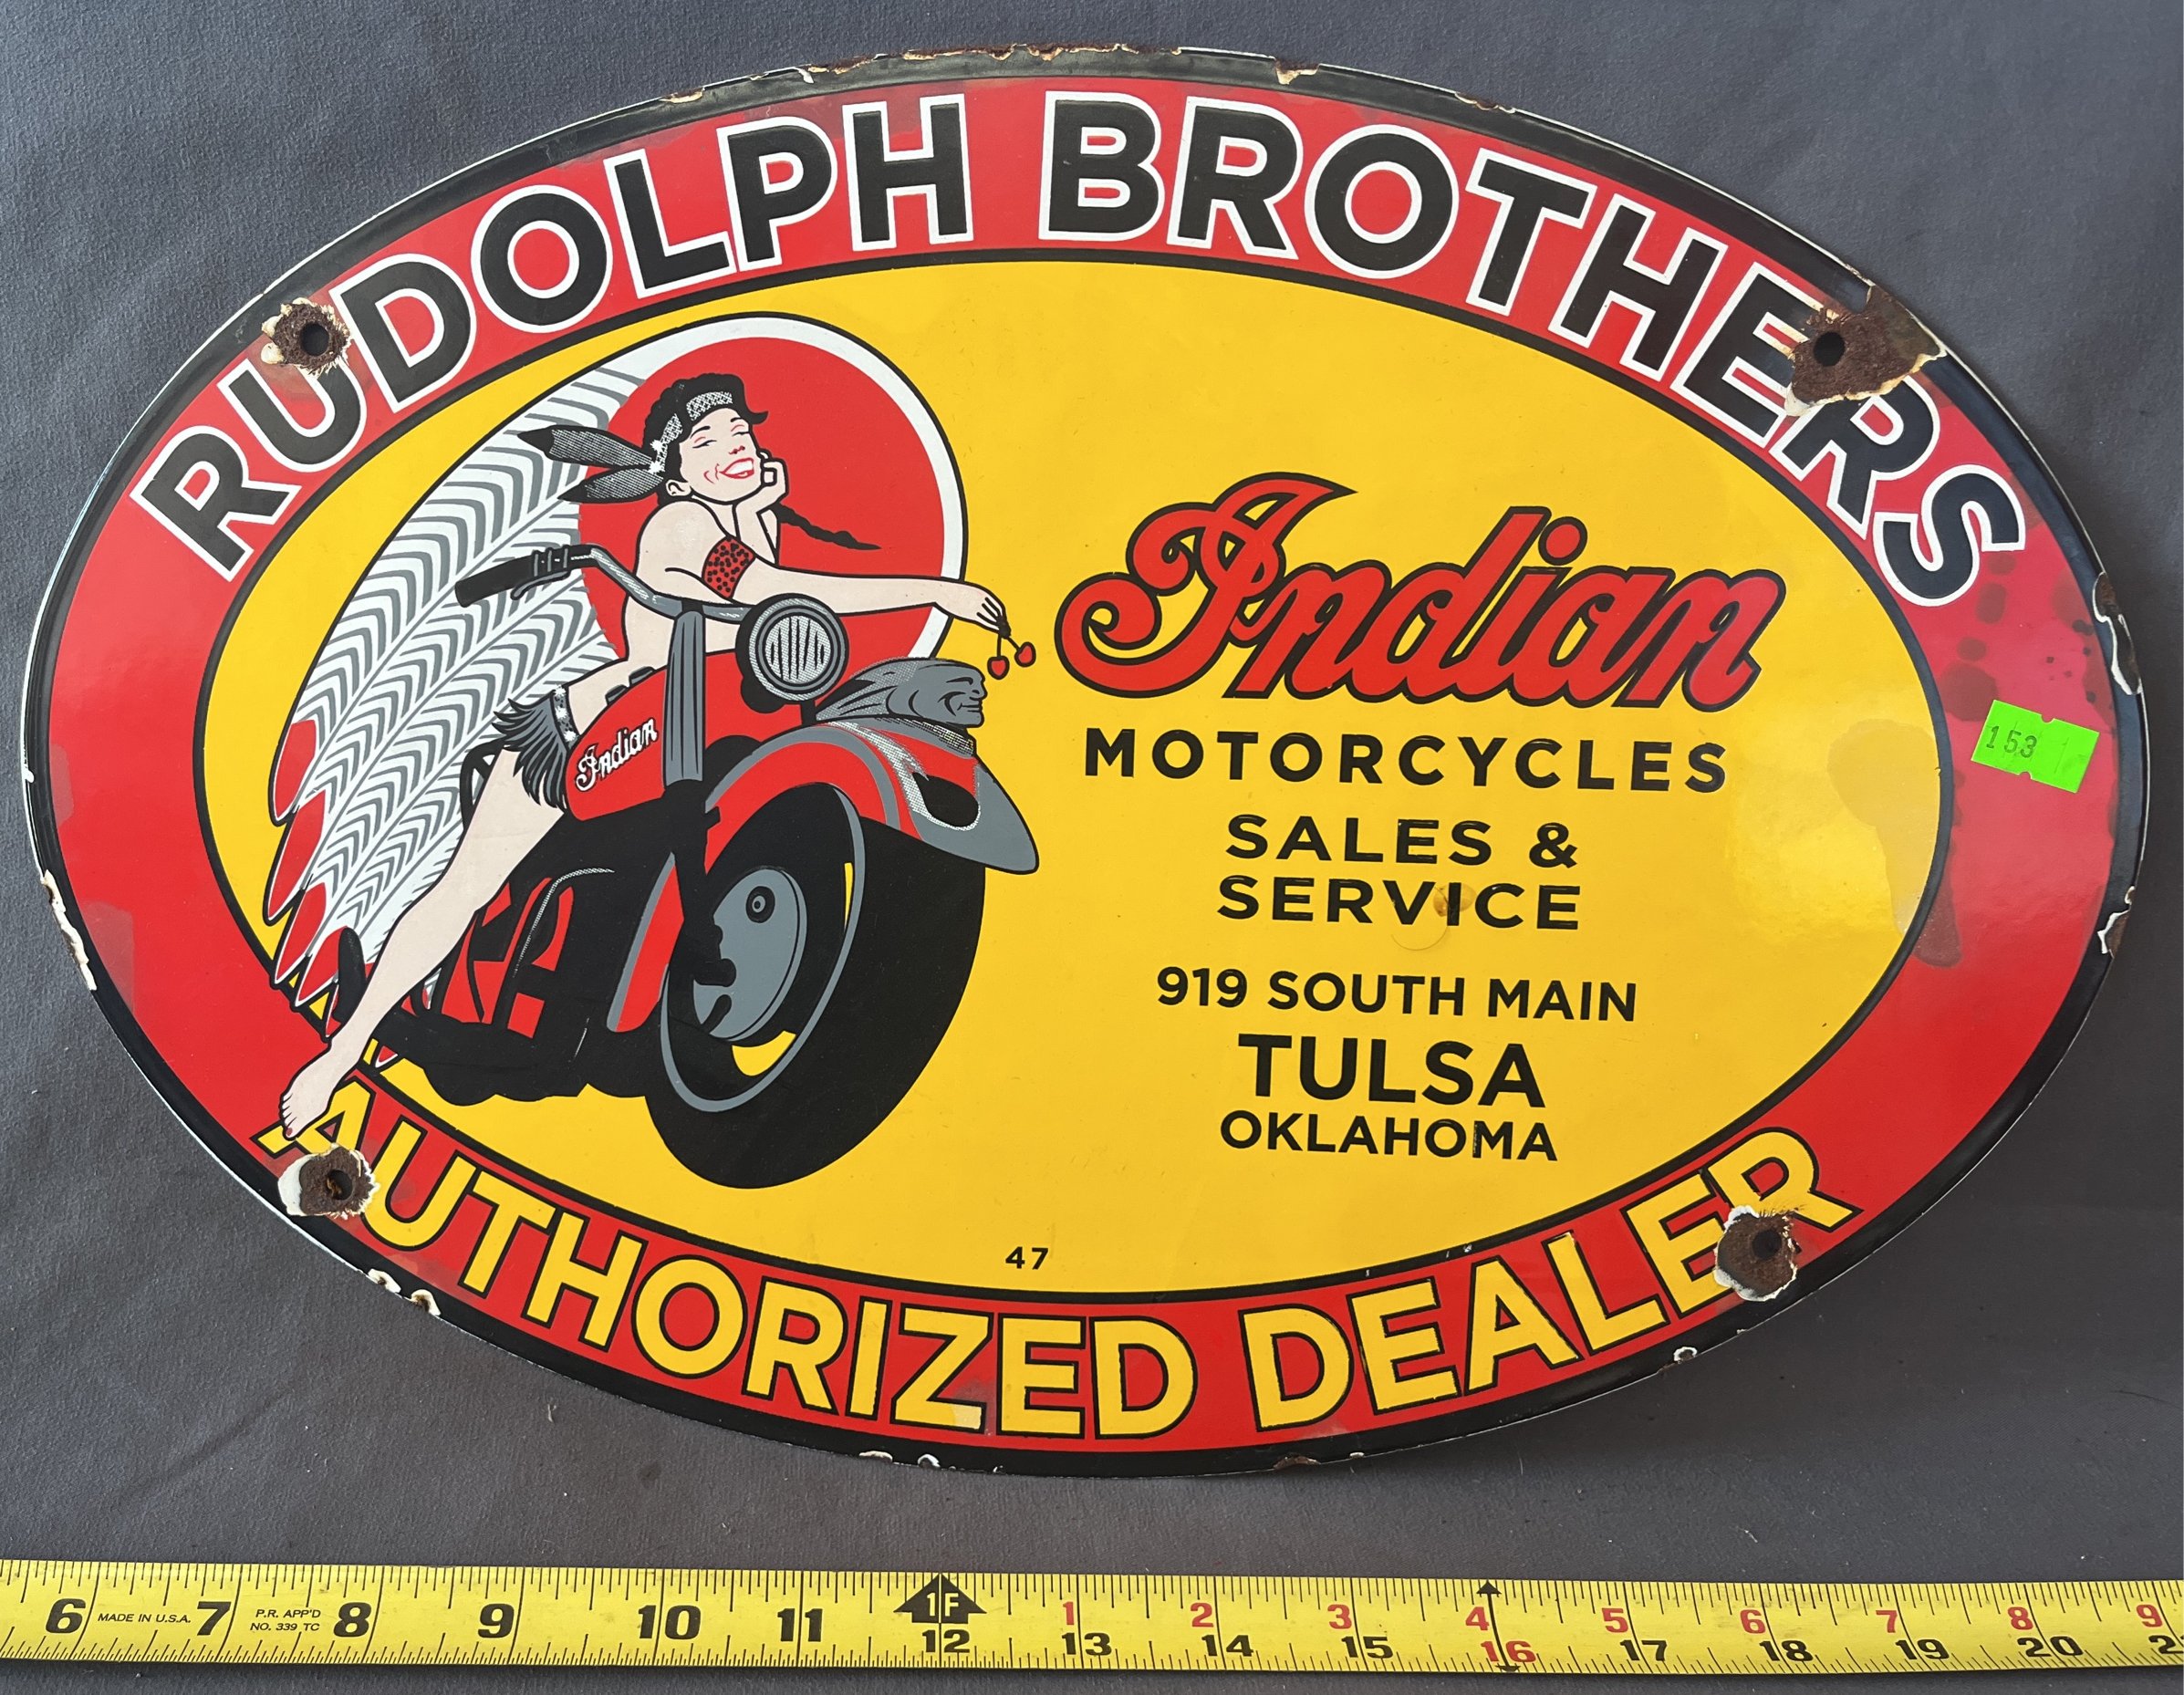 RUDOLPH BROTHERS
Indian
Indian
MOTORCYCLES
SALES &
SERVICE
919 SOUTH MAIN
TULSA
OKLAHOMA
47
AUTHORIZED DEALER
153
1F
1 2 3 4 5 6 7 8 9
6 MADE IN U.S.A. 7 P.R. APP'D 8 9 10 11 12 13 14 15 16 17 18 19 20
NO. 339 TC